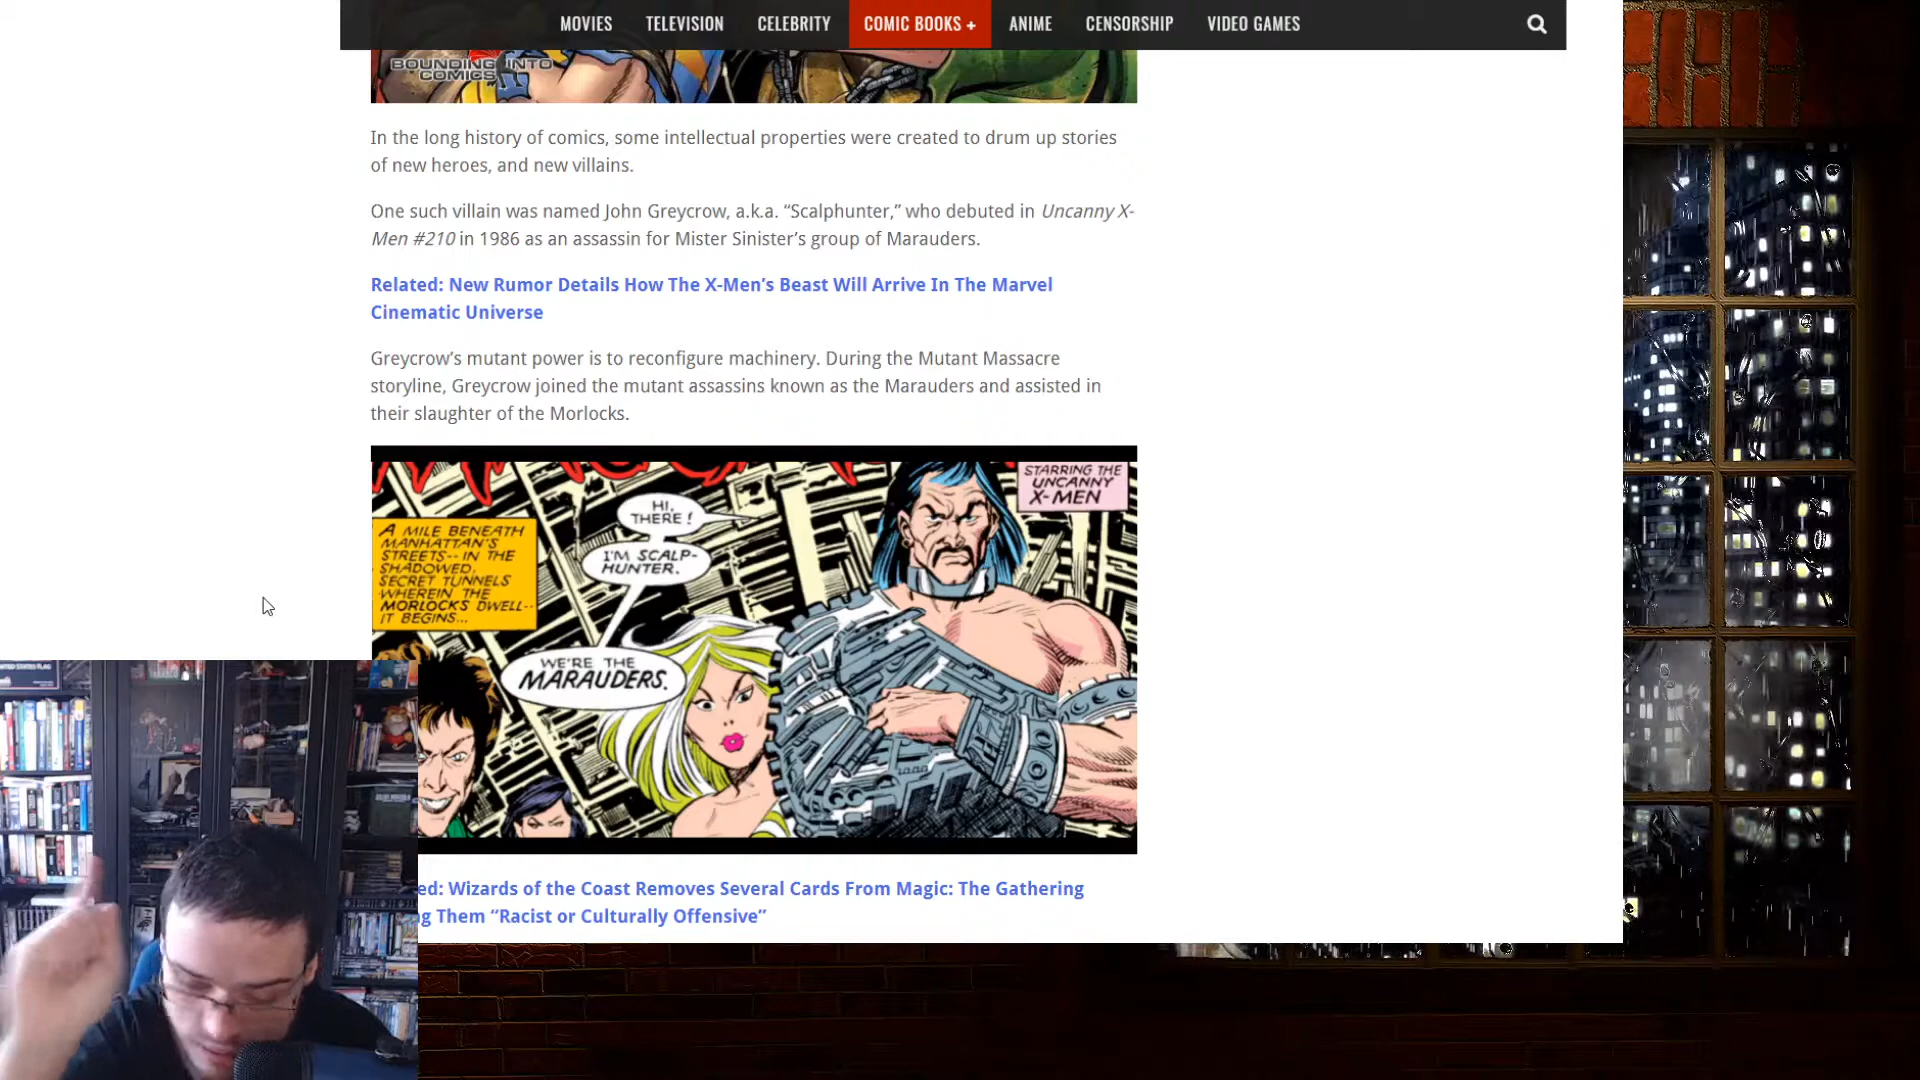 MOVIES TELEVISION CELEBRITY COMIC BOOKS + ANIME CENSORSHIP VIDEO GAMES
BOUNDING INTO
COMICS
In the long history of comics, some intellectual properties were created to drum up stories
of new heroes, and new villains.
One such villain was named John Greycrow, a.k.a. “Scalphunter,” who debuted in Uncanny X-
Men #210 in 1986 as an assassin for Mister Sinister’s group of Marauders.
Related: New Rumor Details How The X-Men’s Beast Will Arrive In The Marvel
Cinematic Universe
Greycrow’s mutant power is to reconfigure machinery. During the Mutant Massacre
storyline, Greycrow joined the mutant assassins known as the Marauders and assisted in
their slaughter of the Morlocks.
STARRING THE
UNCANNY
X-MEN
HI,
THERE!
A MILE BENEATH
MANHATTAN'S
STREETS-- IN THE
SHADOWED,
SECRET TUNNELS
WHEREIN THE
MORLOCKS DWELL--
IT BEGINS...
I'M SCALP-
HUNTER.
WE'RE THE
MARAUDERS.
ed: Wizards of the Coast Removes Several Cards From Magic: The Gathering
g Them “Racist or Culturally Offensive”